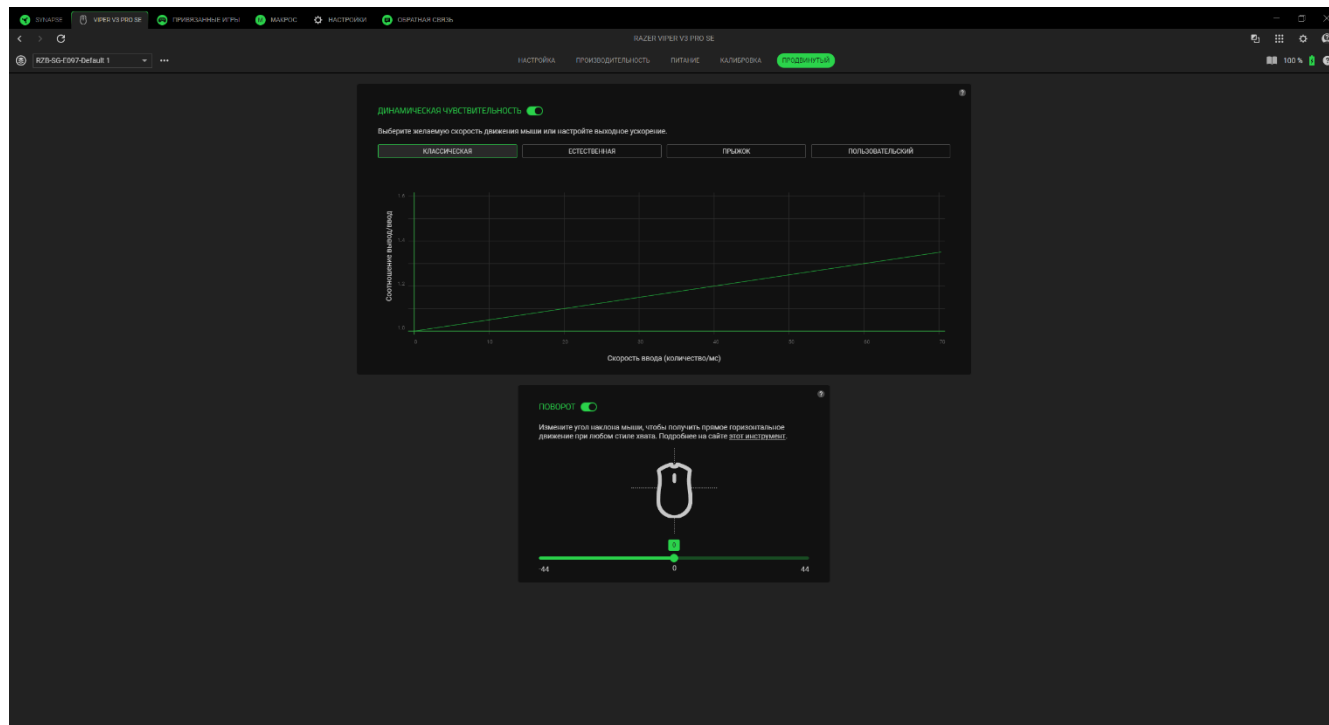 SYNAPSE VIPER V3 PRO SE ПРИВЯЗАННЫЕ ИГРЫ МАКРОС НАСТРОЙКИ ОБРАТНАЯ СВЯЗЬ
RAZER VIPER V3 PRO SE
RZB-SG-F097-Default 1 НАСТРОЙКА ПРОИЗВОДИТЕЛЬНОСТЬ ПИТАНИЕ КАЛИБРОВКА ПРОДВИНУТЫЙ 100 %
ДИНАМИЧЕСКАЯ ЧУВСТВИТЕЛЬНОСТЬ
Выберите желаемую скорость движения мыши или настройте выходное ускорение.
КЛАССИЧЕСКАЯ ЕСТЕСТВЕННАЯ ПРЫЖОК ПОЛЬЗОВАТЕЛЬСКИЙ
Соотношение вывод/ввод
1.6
1.4
1.2
1.0
0 10 20 30 40 50 60 70
Скорость ввода (количество/мс)
ПОВОРОТ
Измените угол наклона мыши, чтобы получить прямое горизонтальное
движение при любом стиле хвата. Подробнее на сайте этот инструмент.
0
-44 0 44